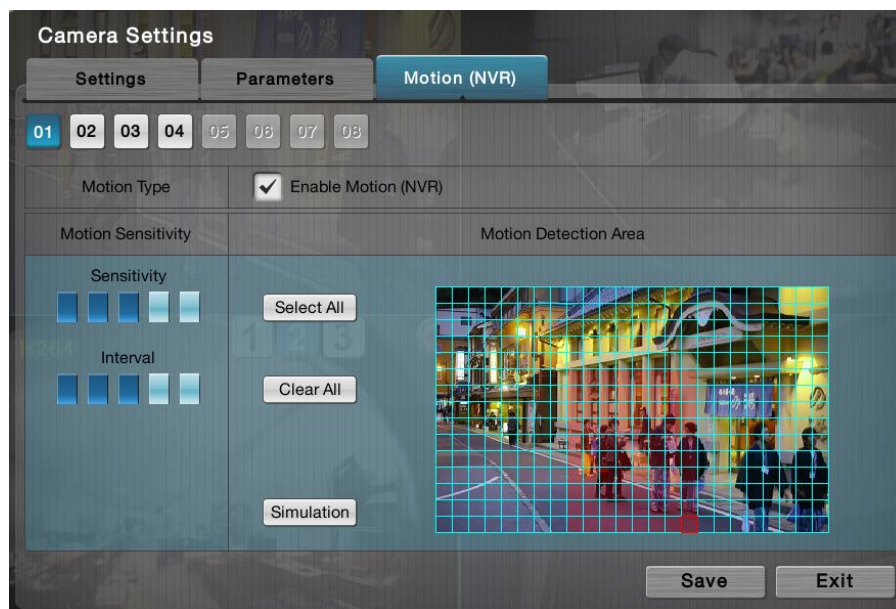 Camera Settings
Settings Parameters Motion (NVR)
01 02 03 04 05 06 07 08
Motion Type Enable Motion (NVR)
Motion Sensitivity Motion Detection Area
Sensitivity
Select All
H264
Interval
Clear All
Simulation
Save Exit